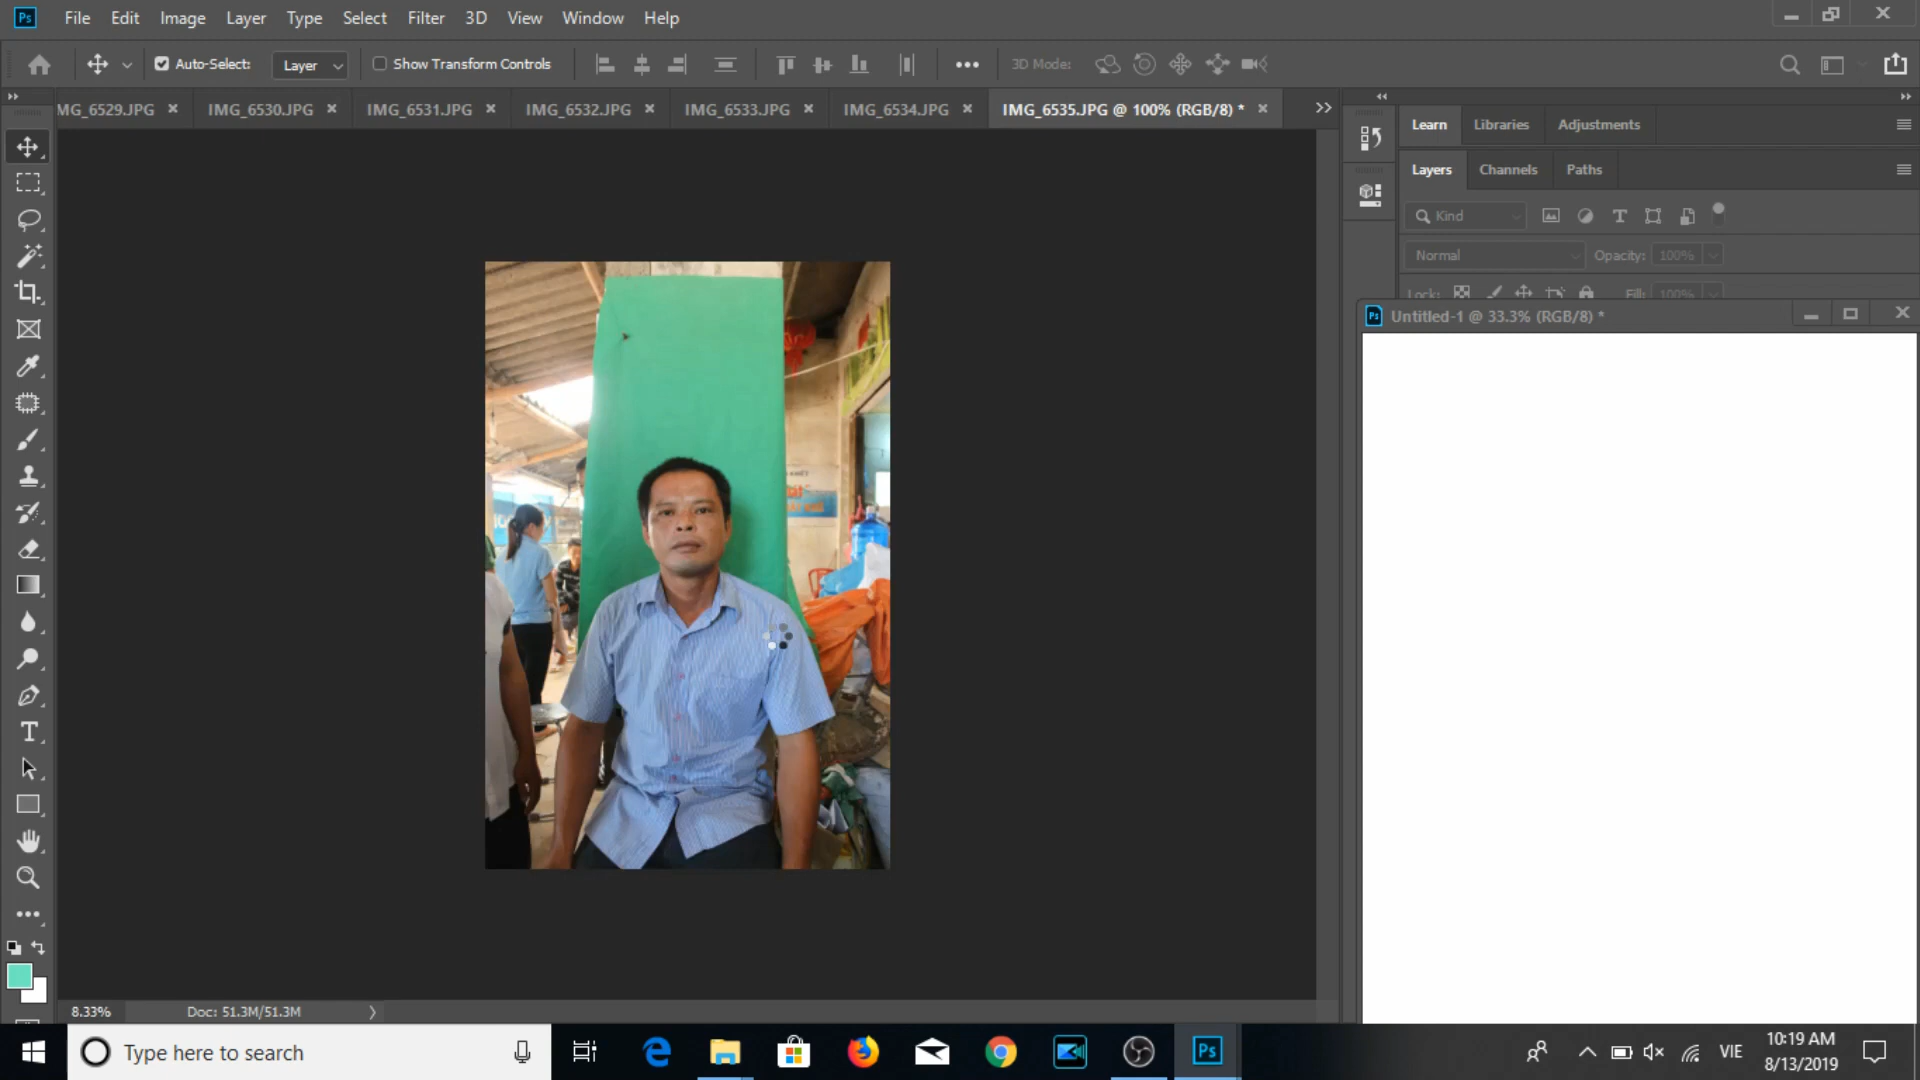 Ps File Edit Image Layer Type Select Filter 3D View Window Help
Auto-Select: Layer Show Transform Controls 3D Mode:
MG_6529.JPG IMG_6530.JPG IMG_6531.JPG IMG_6532.JPG IMG_6533.JPG IMG_6534.JPG IMG_6535.JPG @ 100% (RGB/8) *
Learn Libraries Adjustments
Layers Channels Paths
Kind
Normal Opacity: 100%
Lock: Fill: 100%
Ps Untitled-1 @ 33.3% (RGB/8) *
8.33% Doc: 51.3M/51.3M
Type here to search
Ps
VIE
10:19 AM
8/13/2019